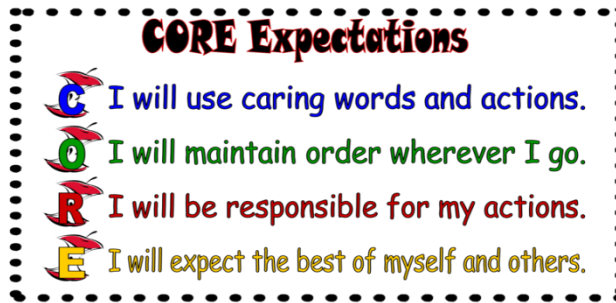 CORE Expectations
C I will use caring words and actions.
O I will maintain order wherever I go.
R I will be responsible for my actions.
E I will expect the best of myself and others.